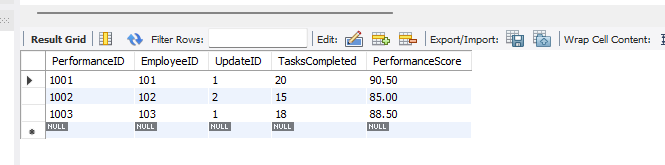 Result Grid Filter Rows: Edit: Export/Import: Wrap Cell Content:
PerformanceID EmployeeID UpdateID TasksCompleted PerformanceScore
1001 101 1 20 90.50
1002 102 2 15 85.00
1003 103 1 18 88.50
NULL NULL NULL NULL NULL